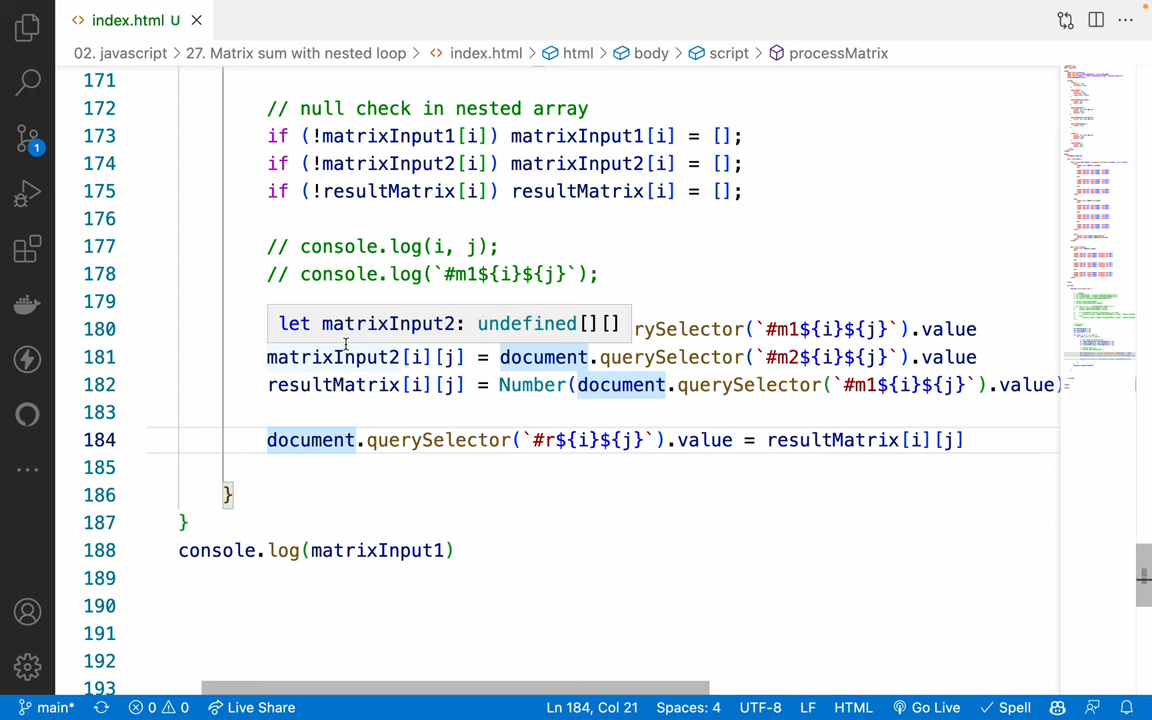 index.html U
02. javascript > 27. Matrix sum with nested loop > index.html > html > body > script > processMatrix
171
172 // null check in nested array
173 if (!matrixInput1[i]) matrixInput1[i] = [];
174 if (!matrixInput2[i]) matrixInput2[i] = [];
175 if (!resultMatrix[i]) resultMatrix[i] = [];
176
177 // console.log(i, j);
178 // console.log(`#m1${i}${j}`);
179
let matrixInput2: undefined[][]
180 rySelector(`#m1${i}${j}`).value
181 matrixInput2[i][j] = document.querySelector(`#m2${i}${j}`).value
182 resultMatrix[i][j] = Number(document.querySelector(`#m1${i}${j}`).value)
183
184 document.querySelector(`#r${i}${j}`).value = resultMatrix[i][j]
185
186 }
187 }
188 console.log(matrixInput1)
189
190
191
192
193
1
main* 0 0 Live Share Ln 184, Col 21 Spaces: 4 UTF-8 LF HTML Go Live Spell